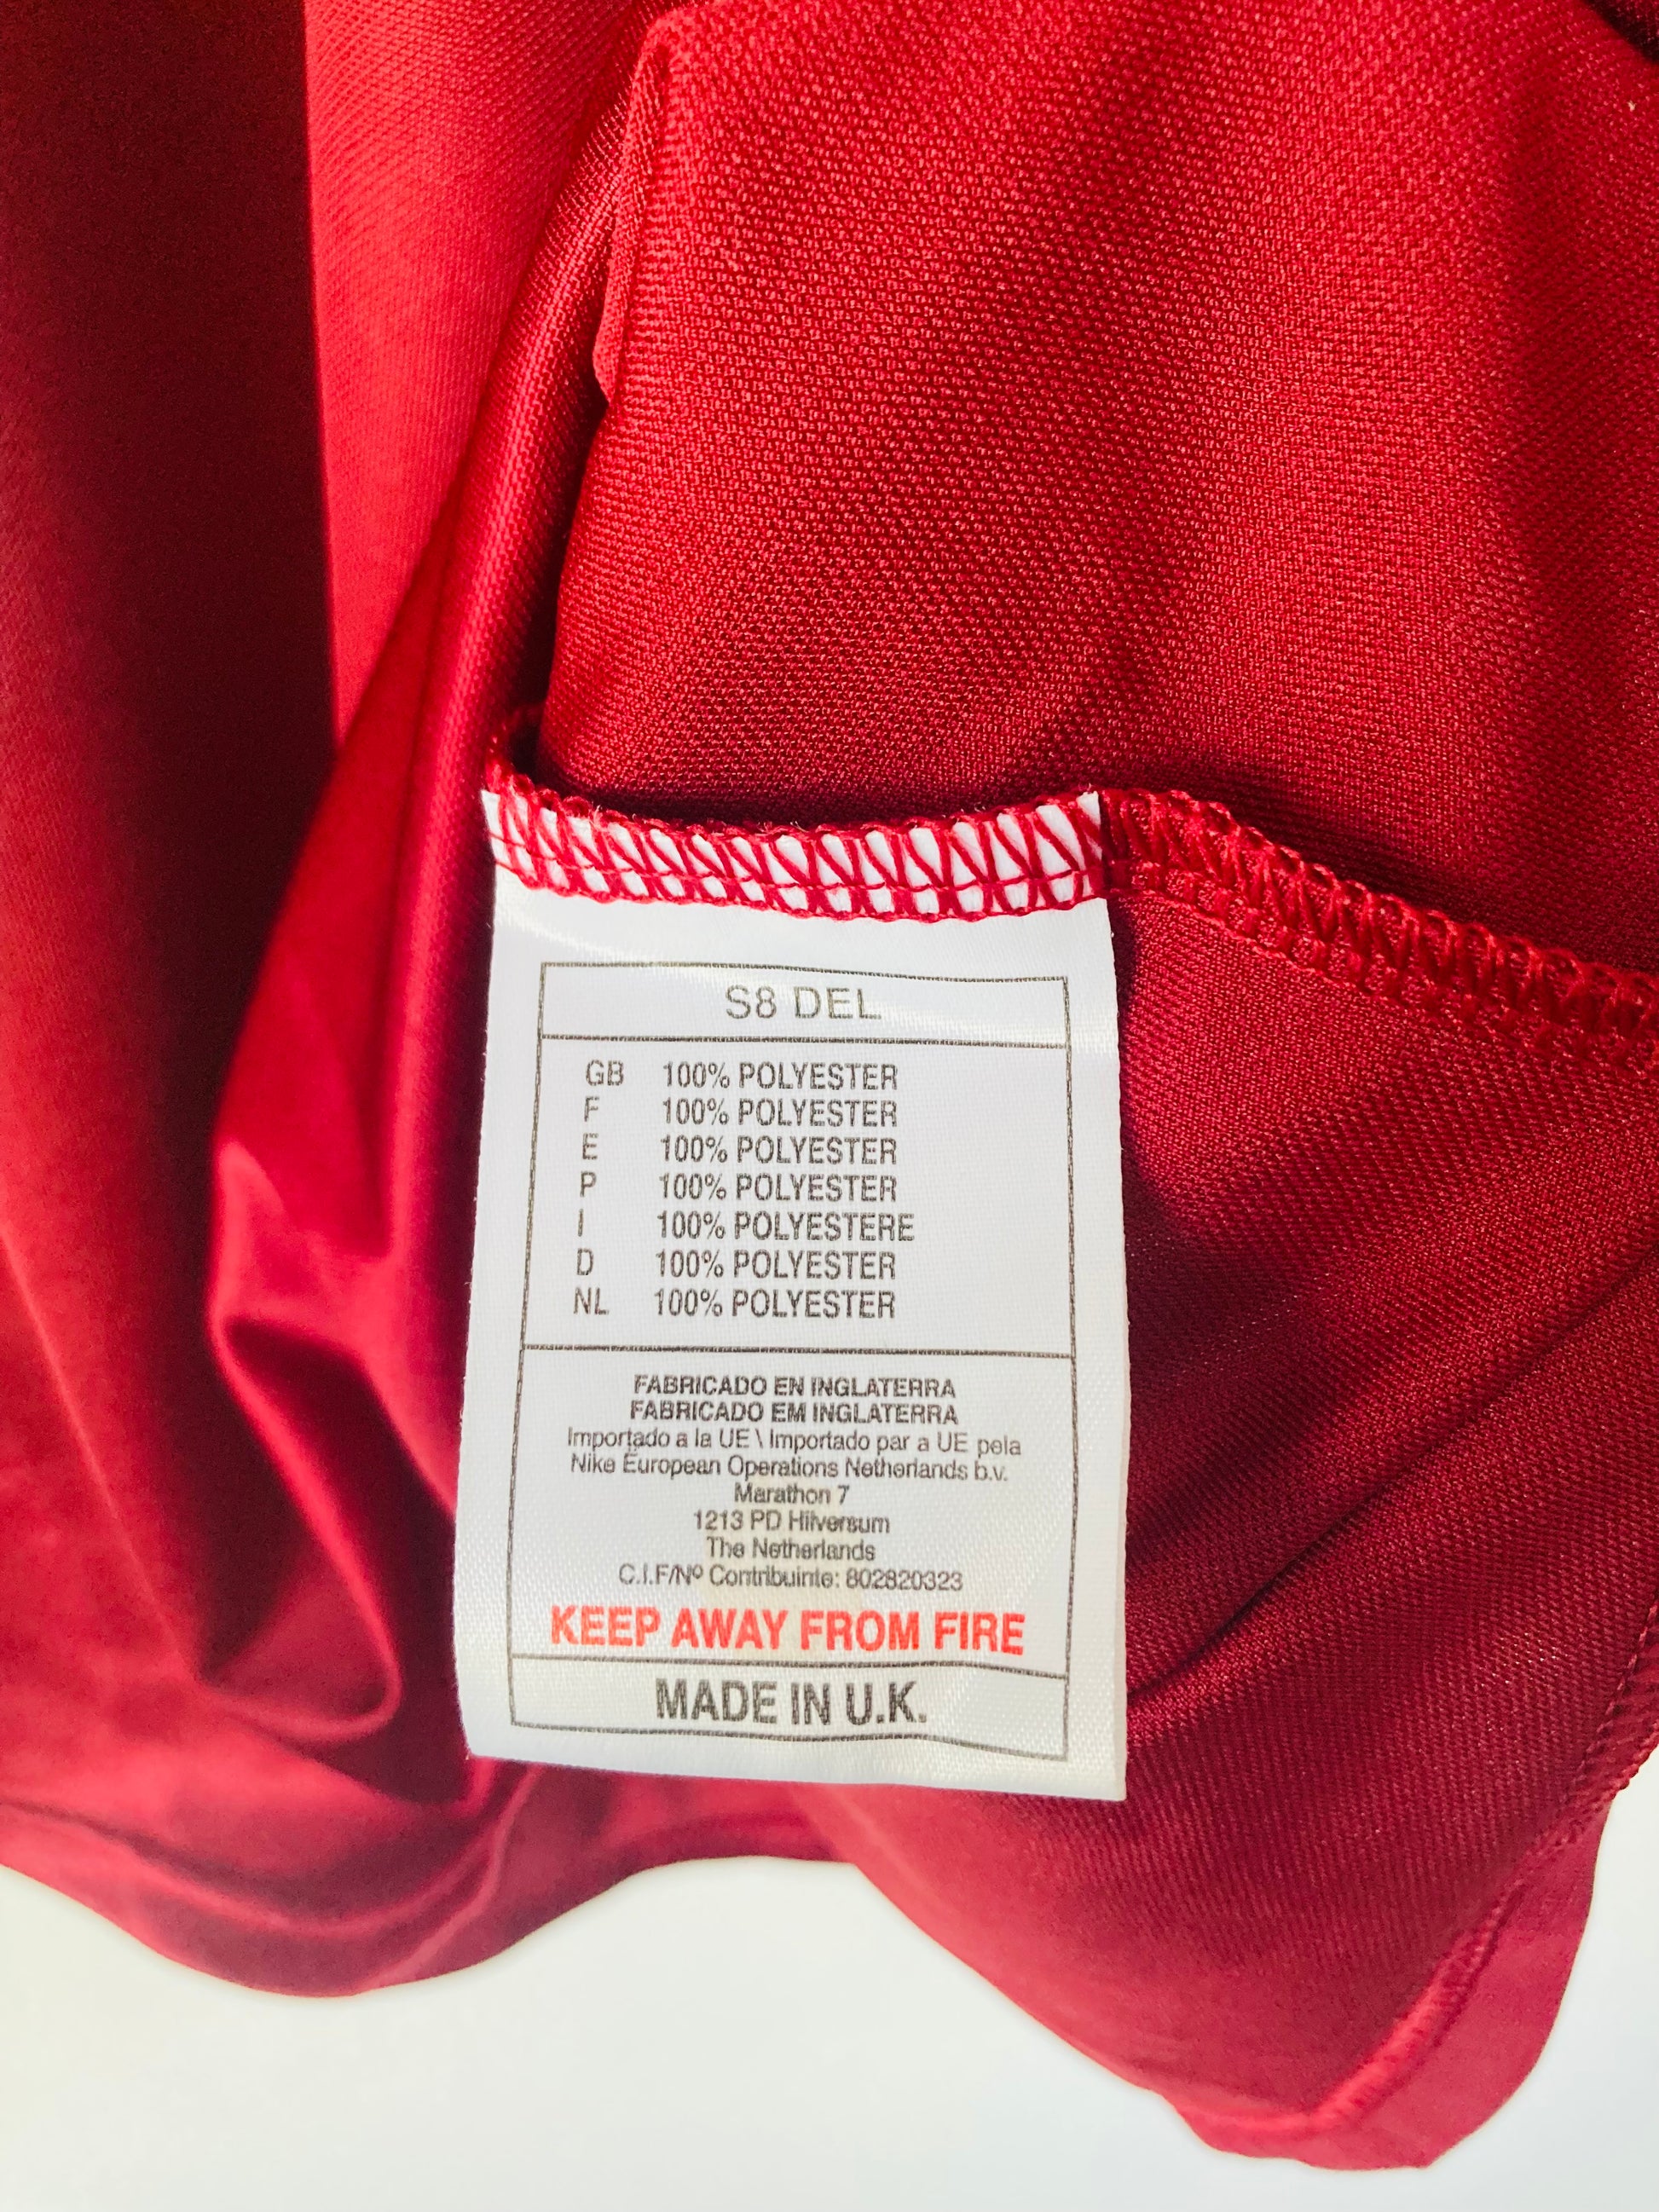 S8 DEL
GB 100% POLYESTER
F 100% POLYESTER
E 100% POLYESTER
P 100% POLYESTER
I 100% POLYESTERE
D 100% POLYESTER
NL 100% POLYESTER
FABRICADO EN INGLATERRA
FABRICADO EM INGLATERRA
Importado a la UE \ Importado par a UE pela
Nike European Operations Netherlands b.v.
Marathon 7
1213 PD Hilversum
The Netherlands
C.I.F/Nº Contribuinte: 802820323
KEEP AWAY FROM FIRE
MADE IN U.K.